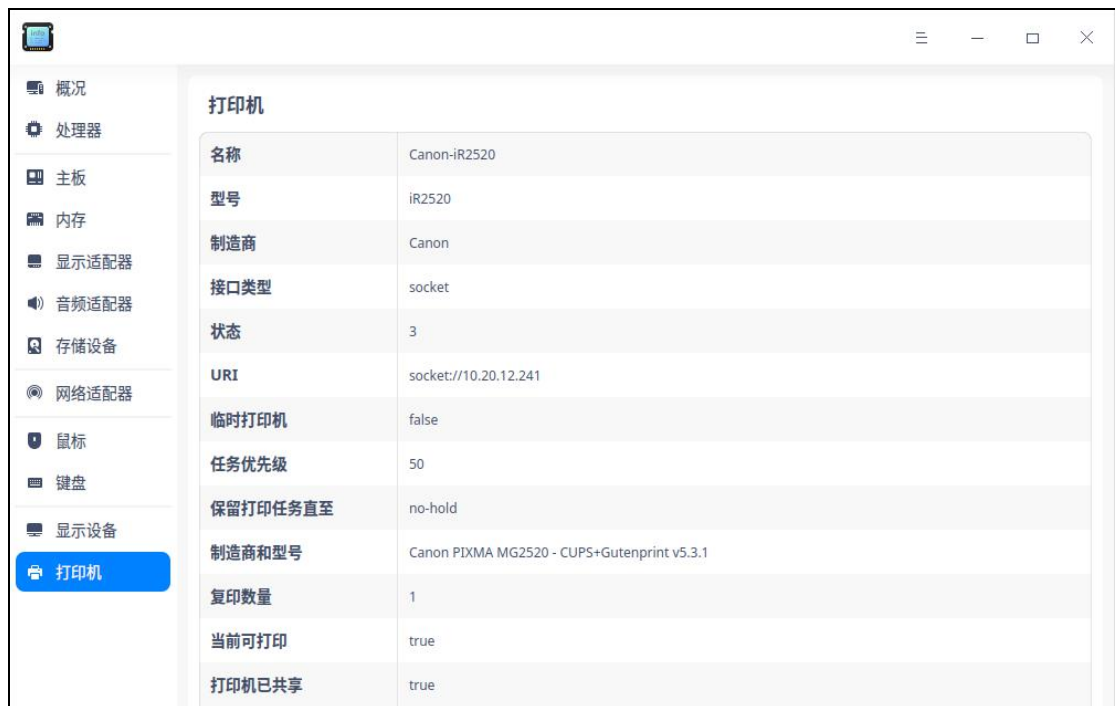 info
概况
处理器
主板
内存
显示适配器
音频适配器
存储设备
网络适配器
鼠标
键盘
显示设备
打印机
打印机
名称 Canon-iR2520
型号 iR2520
制造商 Canon
接口类型 socket
状态 3
URI socket://10.20.12.241
临时打印机 false
任务优先级 50
保留打印任务直至 no-hold
制造商和型号 Canon PIXMA MG2520 - CUPS+Gutenprint v5.3.1
复印数量 1
当前可打印 true
打印机已共享 true